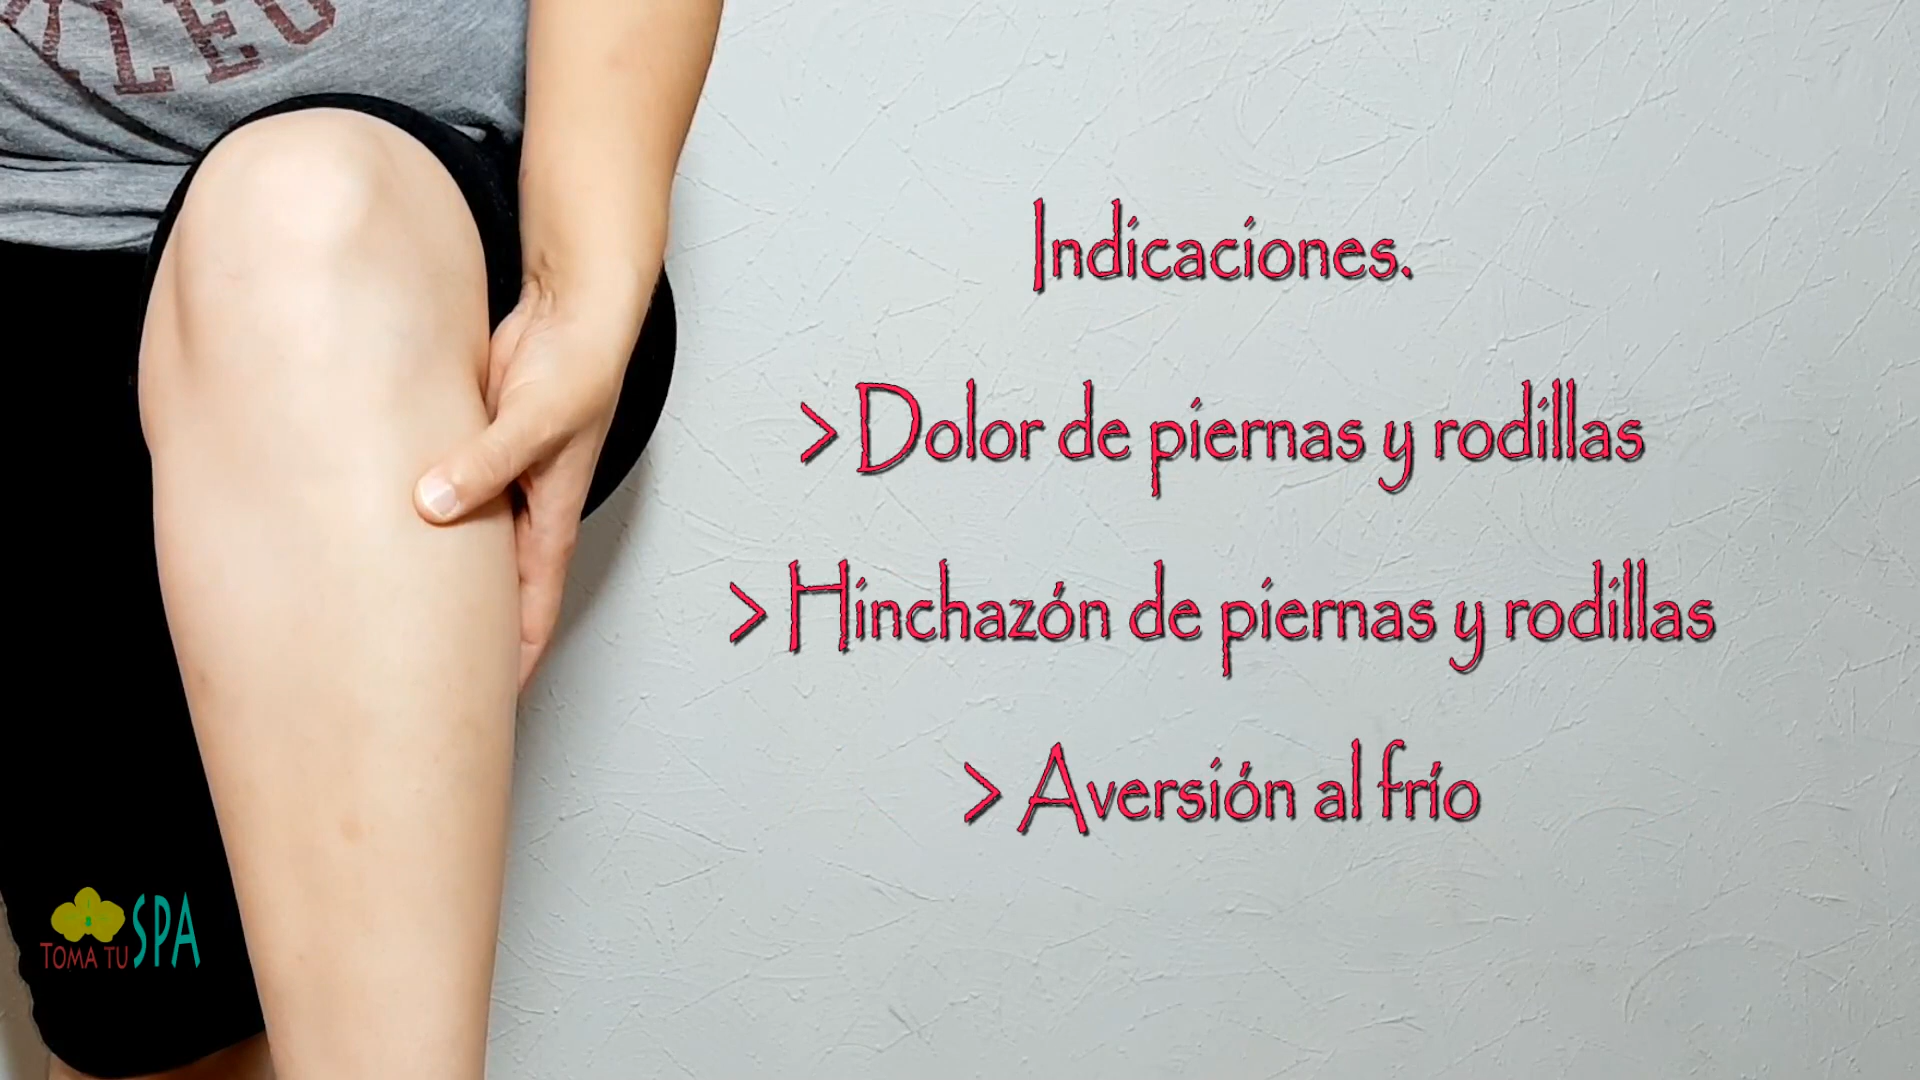 Indicaciones.
> Dolor de piernas y rodillas
> Hinchazón de piernas y rodillas
> Aversión al frío
TOMA TU SPA